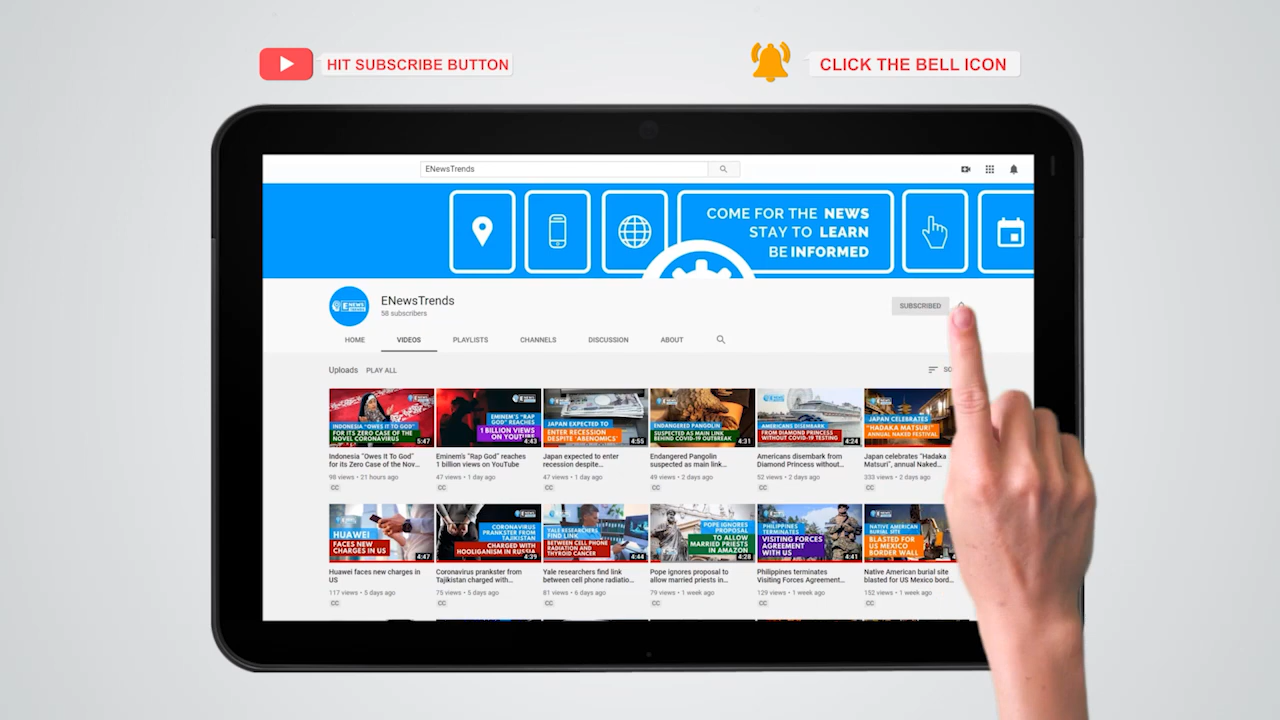 HIT SUBSCRIBE BUTTON
CLICK THE BELL ICON
ENewsTrends
COME FOR THE NEWS
STAY TO LEARN
BE INFORMED
ENewsTrends
58 subscribers
SUBSCRIBED
HOME VIDEOS PLAYLISTS CHANNELS DISCUSSION ABOUT
Uploads PLAY ALL
INDONESIA "OWES IT TO GOD"
FOR ITS ZERO CASE OF THE
NOVEL CORONAVIRUS
5:47
EMINEM'S "RAP
GOD" REACHES
1 BILLION VIEWS
ON YOUTUBE
4:43
JAPAN EXPECTED TO
ENTER RECESSION
DESPITE 'ABENOMICS'
4:55
ENDANGERED PANGOLIN
SUSPECTED AS MAIN LINK
BEHIND COVID-19 OUTBREAK
4:31
AMERICANS DISEMBARK
FROM DIAMOND PRINCESS
WITHOUT COVID-19 TESTING
4:24
JAPAN CELEBRATES
"HADAKA MATSURI"
ANNUAL NAKED FESTIVAL
Indonesia "Owes It To God"
for its Zero Case of the Nov...
98 views • 21 hours ago
CC
Eminem's "Rap God" reaches
1 billion views on YouTube
47 views • 1 day ago
CC
Japan expected to enter
recession despite...
47 views • 1 day ago
CC
Endangered Pangolin
suspected as main link...
49 views • 2 days ago
CC
Americans disembark from
Diamond Princess without...
52 views • 2 days ago
CC
Japan celebrates "Hadaka
Matsuri", annual Naked...
333 views • 2 days ago
CC
HUAWEI
FACES NEW
CHARGES IN US
4:47
CORONAVIRUS
PRANKSTER FROM
TAJIKISTAN
CHARGED WITH
HOOLIGANISM IN RUSSIA
4:39
YALE RESEARCHERS
FIND LINK
BETWEEN CELL PHONE
RADIATION AND
THYROID CANCER
4:44
POPE IGNORES
PROPOSAL
TO ALLOW
MARRIED PRIESTS
IN AMAZON
4:28
PHILIPPINES
TERMINATES
VISITING FORCES
AGREEMENT
WITH US
4:41
NATIVE AMERICAN
BURIAL SITE
BLASTED FOR US
MEXICO BORDER
WALL
Huawei faces new charges in
US
117 views • 5 days ago
CC
Coronavirus prankster from
Tajikistan charged with...
75 views • 5 days ago
CC
Yale researchers find link
between cell phone radiatio...
81 views • 6 days ago
CC
Pope ignores proposal to
allow married priests in...
79 views • 1 week ago
CC
Philippines terminates
Visiting Forces Agreement...
129 views • 1 week ago
CC
Native American burial site
blasted for US Mexico bord...
152 views • 1 week ago
CC